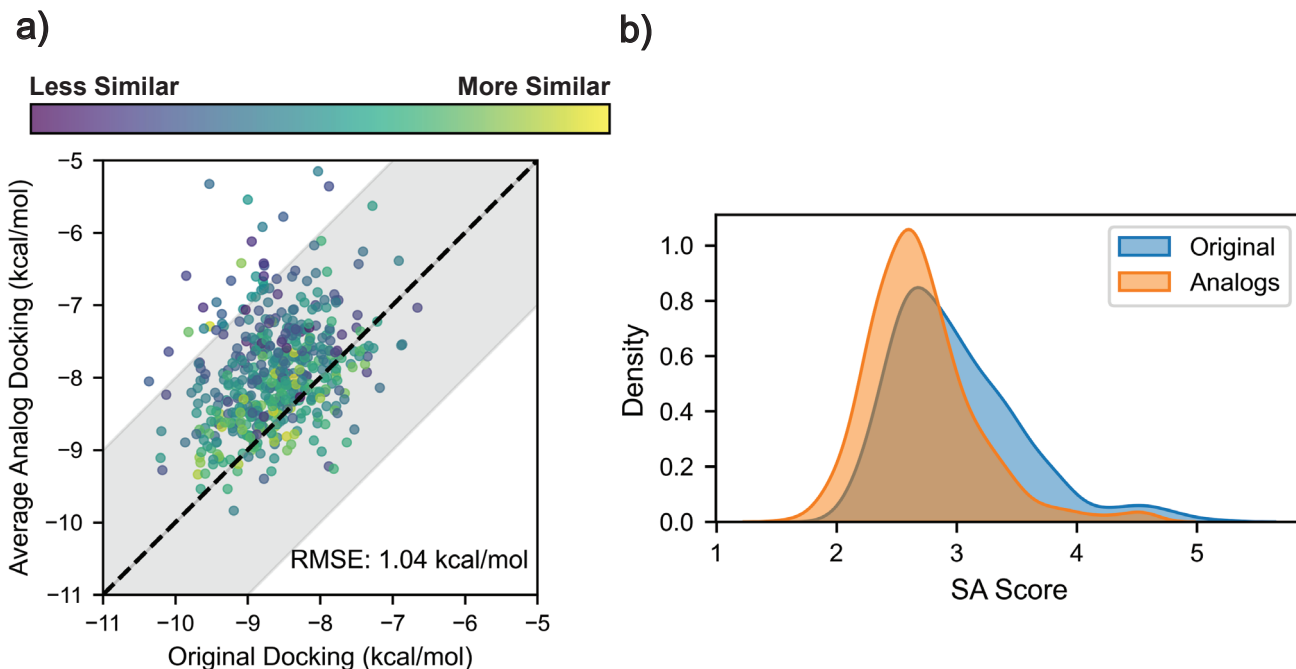 a)
Less Similar More Similar
−5
−6
−7
−8
−9
−10
−11
Average Analog Docking (kcal/mol)
RMSE: 1.04 kcal/mol
−11 −10 −9 −8 −7 −6 −5
Original Docking (kcal/mol)
b)
1.0
0.8
0.6
0.4
0.2
0.0
Density
Original
Analogs
1 2 3 4 5
SA Score